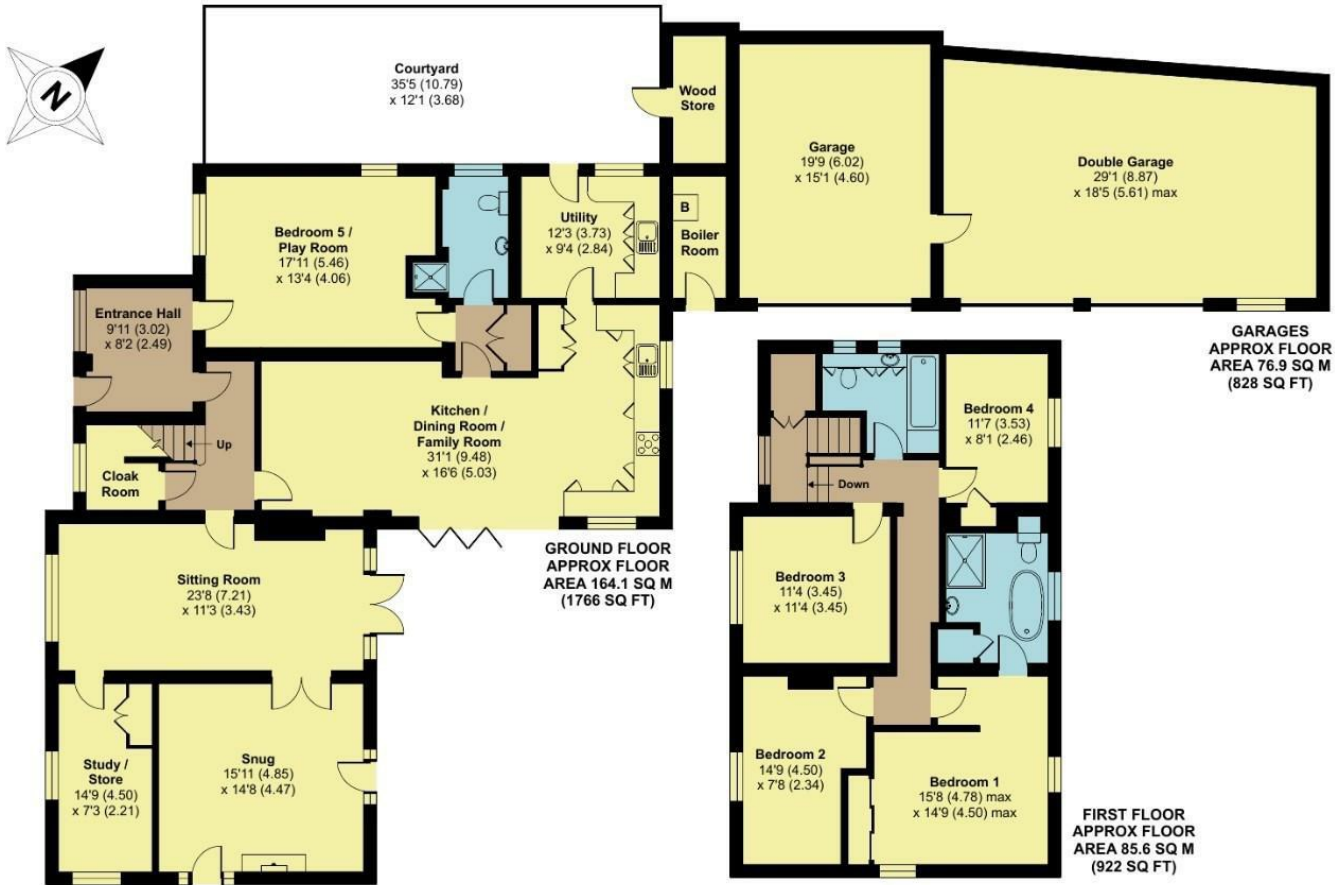 N
Courtyard
35'5 (10.79)
x 12'1 (3.68)
Wood
Store
Garage
19'9 (6.02)
x 15'1 (4.60)
Double Garage
29'1 (8.87)
x 18'5 (5.61) max
Bedroom 5 /
Play Room
17'11 (5.46)
x 13'4 (4.06)
Utility
12'3 (3.73)
x 9'4 (2.84)
B
Boiler
Room
Entrance Hall
9'11 (3.02)
x 8'2 (2.49)
GARAGES
APPROX FLOOR
AREA 76.9 SQ M
(828 SQ FT)
Kitchen /
Dining Room /
Family Room
31'1 (9.48)
x 16'6 (5.03)
Up
Cloak
Room
Bedroom 4
11'7 (3.53)
x 8'1 (2.46)
Down
GROUND FLOOR
APPROX FLOOR
AREA 164.1 SQ M
(1766 SQ FT)
Sitting Room
23'8 (7.21)
x 11'3 (3.43)
Bedroom 3
11'4 (3.45)
x 11'4 (3.45)
Study /
Store
14'9 (4.50)
x 7'3 (2.21)
Snug
15'11 (4.85)
x 14'8 (4.47)
Bedroom 2
14'9 (4.50)
x 7'8 (2.34)
Bedroom 1
15'8 (4.78) max
x 14'9 (4.50) max
FIRST FLOOR
APPROX FLOOR
AREA 85.6 SQ M
(922 SQ FT)